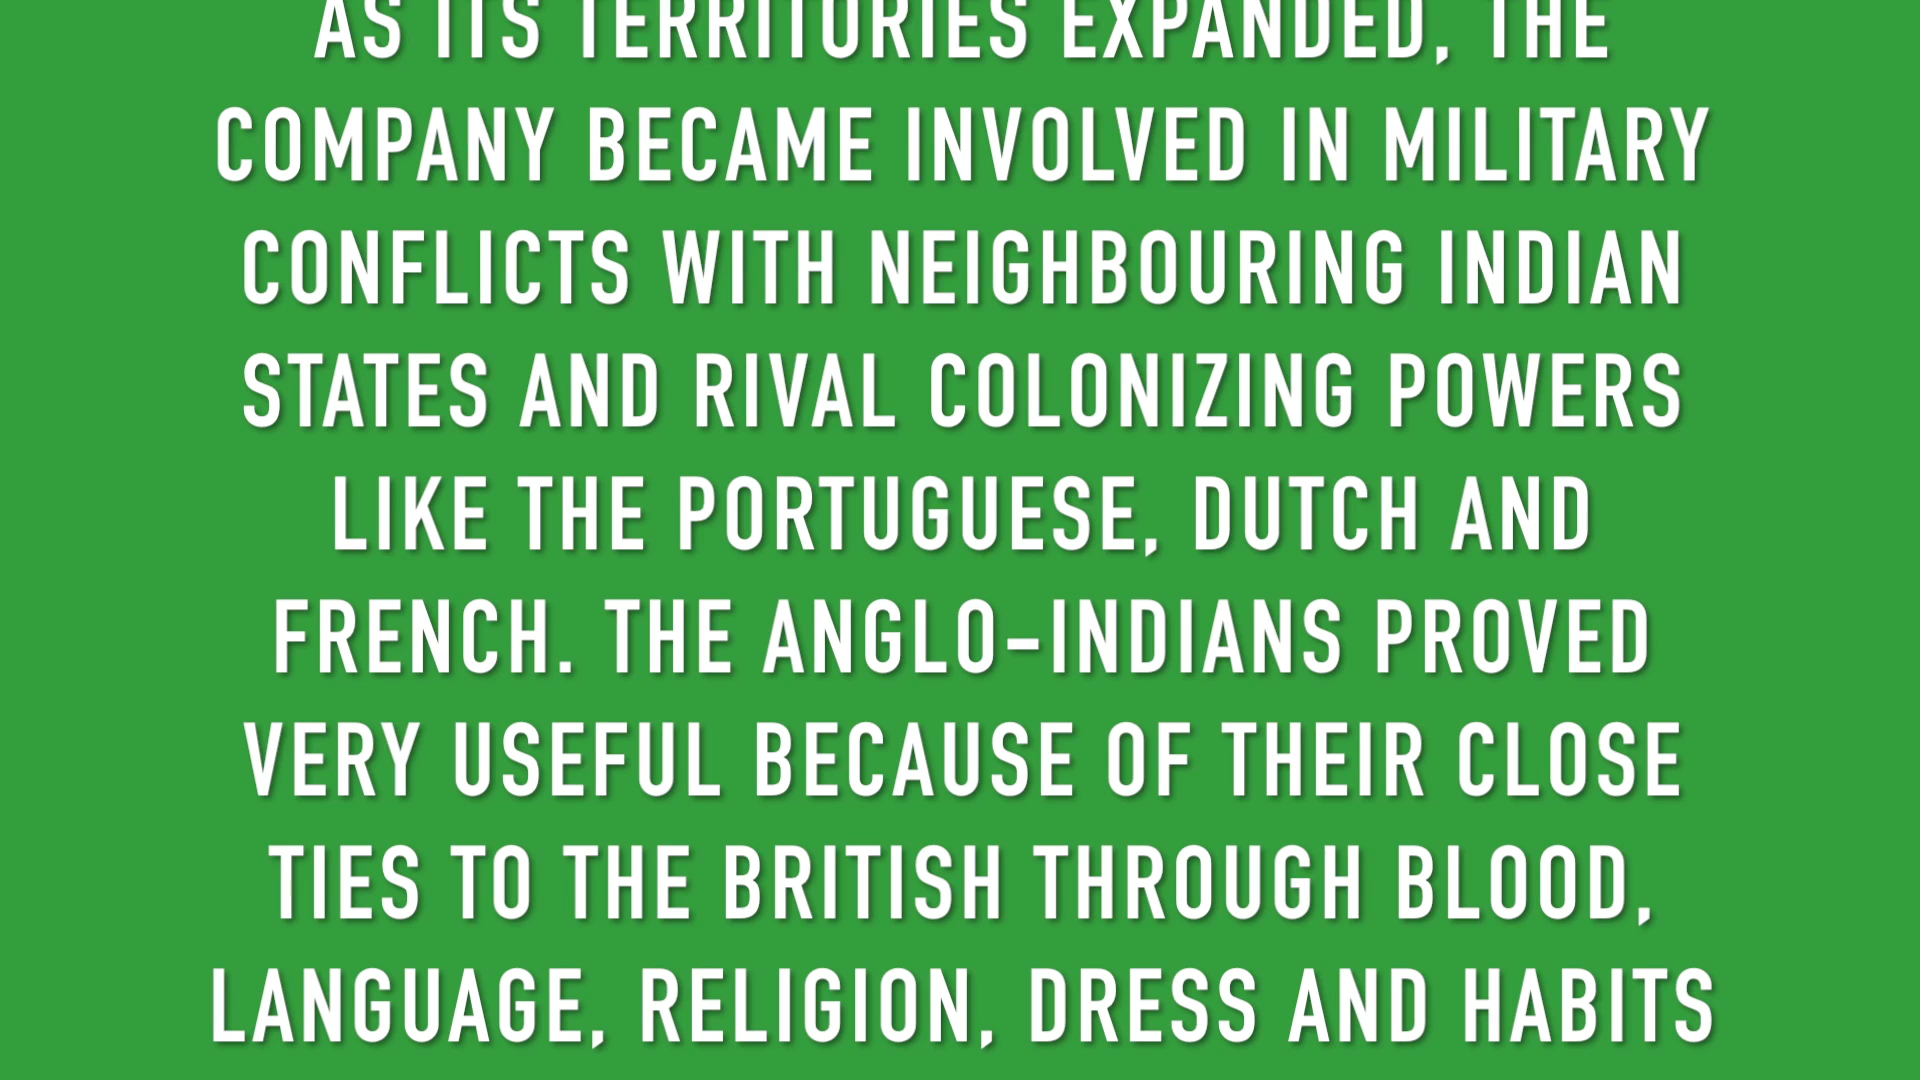 AS ITS TERRITORIES EXPANDED, THE
COMPANY BECAME INVOLVED IN MILITARY
CONFLICTS WITH NEIGHBOURING INDIAN
STATES AND RIVAL COLONIZING POWERS
LIKE THE PORTUGUESE, DUTCH AND
FRENCH. THE ANGLO-INDIANS PROVED
VERY USEFUL BECAUSE OF THEIR CLOSE
TIES TO THE BRITISH THROUGH BLOOD,
LANGUAGE, RELIGION, DRESS AND HABITS